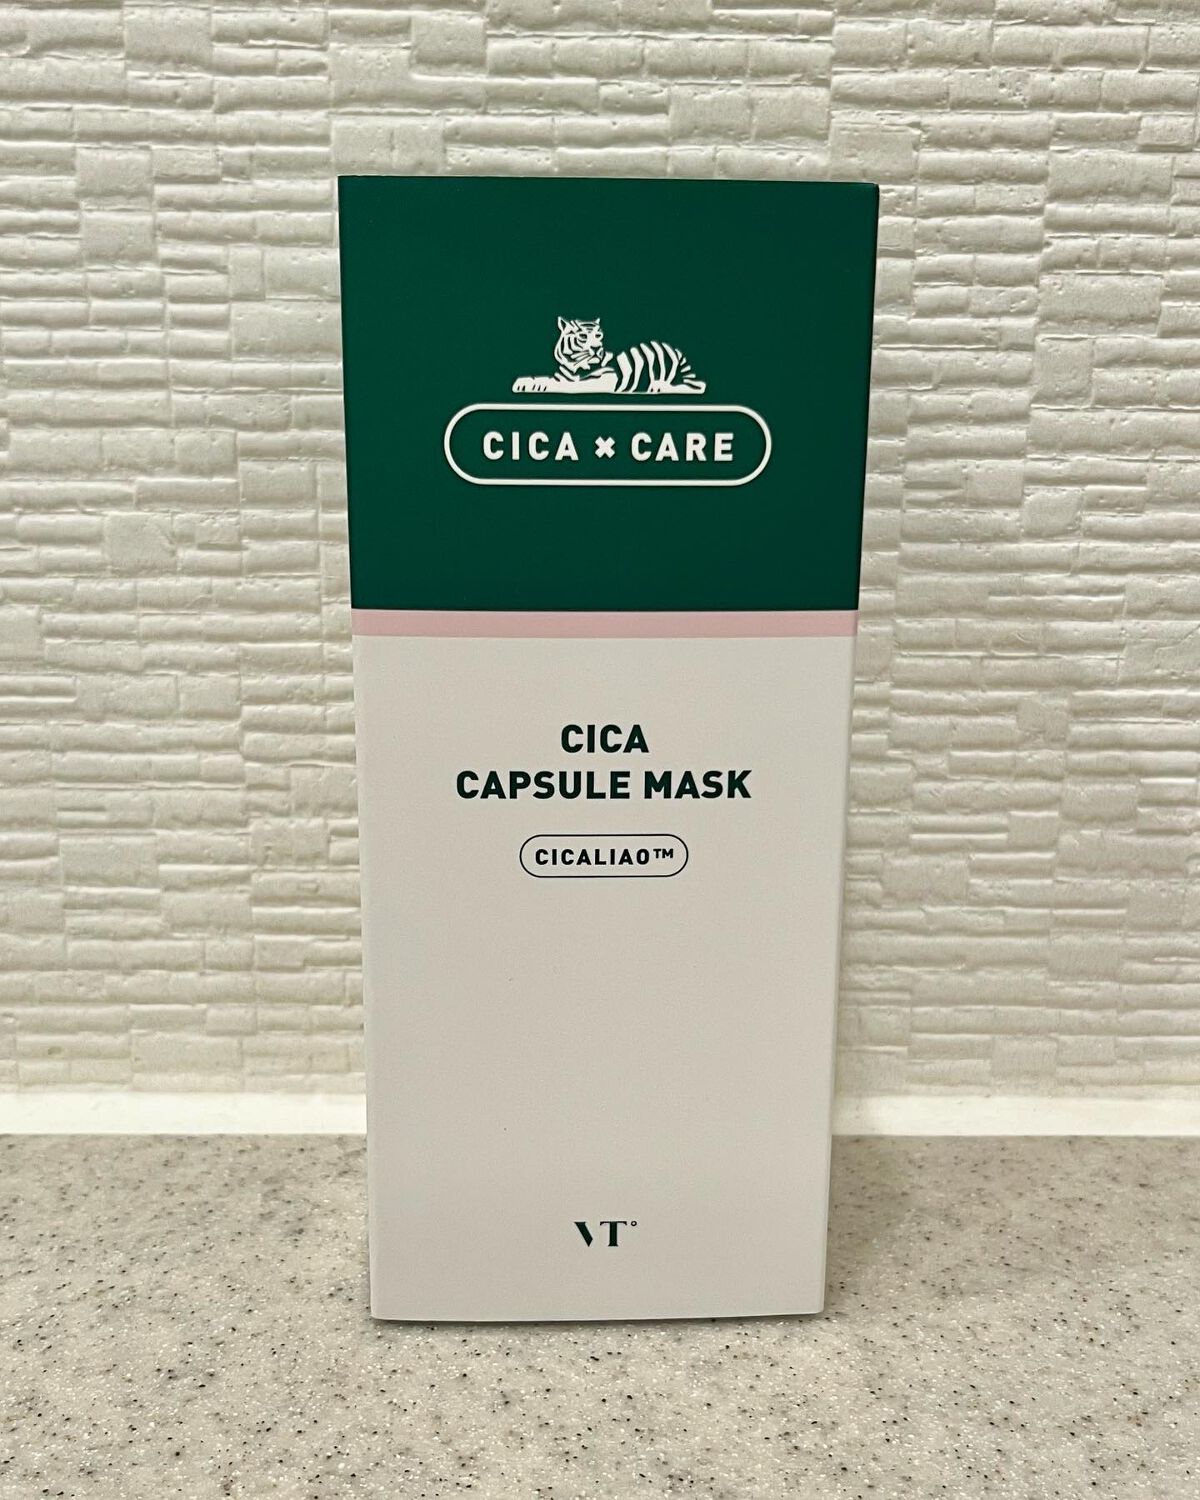 CICA × CARE
CICA
CAPSULE MASK
CICALIAO™
VT°